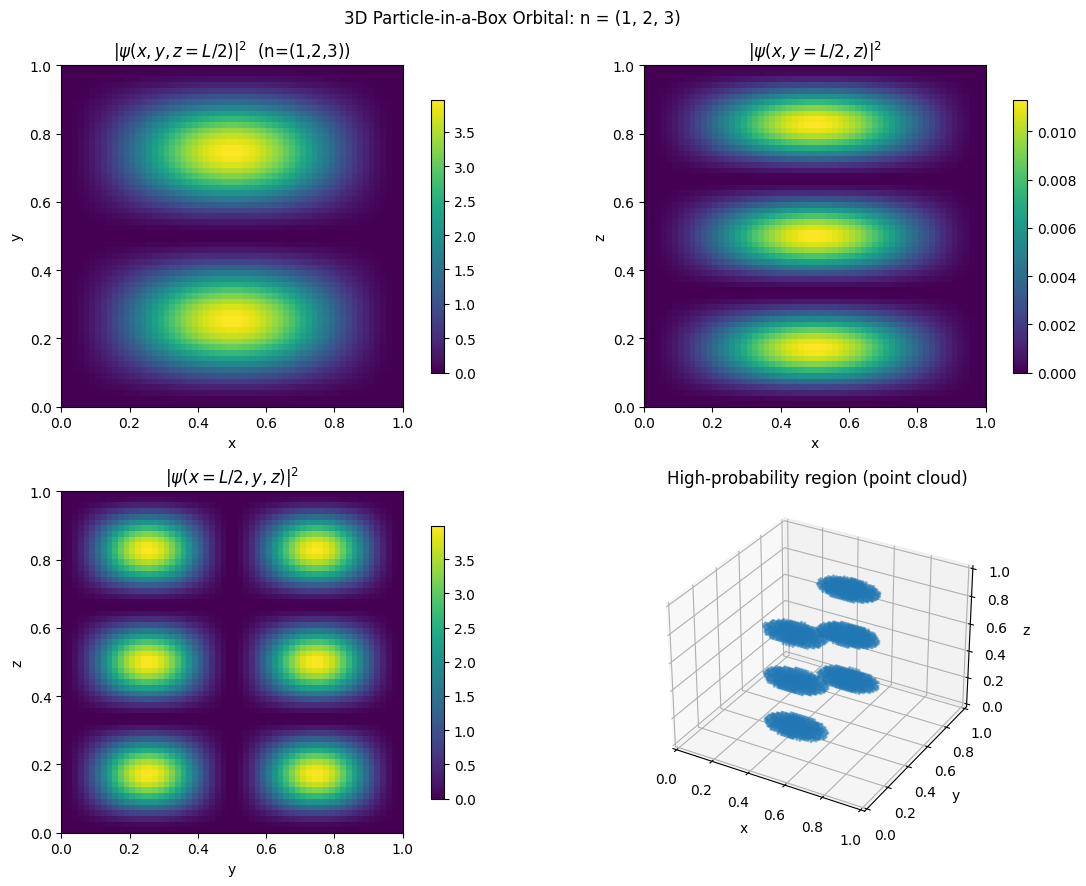 3D Particle-in-a-Box Orbital: n = (1, 2, 3)
|ψ(x, y, z = L/2)|² (n=(1,2,3))
1.0
0.8
0.6
0.4
0.2
0.0
y
0.0 0.2 0.4 0.6 0.8 1.0
x
3.5
3.0
2.5
2.0
1.5
1.0
0.5
0.0
|ψ(x, y = L/2, z)|²
1.0
0.8
0.6
0.4
0.2
0.0
z
0.0 0.2 0.4 0.6 0.8 1.0
x
0.010
0.008
0.006
0.004
0.002
0.000
|ψ(x = L/2, y, z)|²
1.0
0.8
0.6
0.4
0.2
0.0
z
0.0 0.2 0.4 0.6 0.8 1.0
y
3.5
3.0
2.5
2.0
1.5
1.0
0.5
0.0
High-probability region (point cloud)
1.0
0.8
0.6
0.4
0.2
0.0
z
0.0 0.2 0.4 0.6 0.8 1.0
x
0.0 0.2 0.4 0.6 0.8 1.0
y